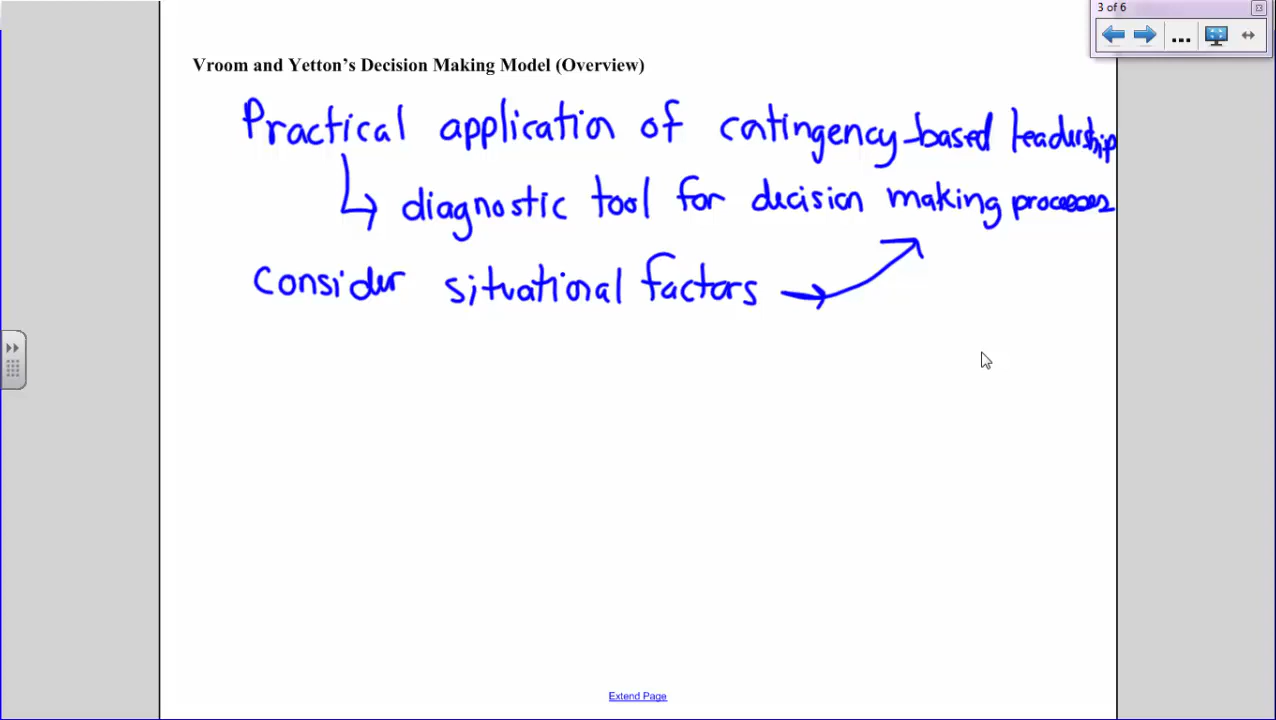 3 of 6
Vroom and Yetton's Decision Making Model (Overview)
Practical application of contingency-based leadership
diagnostic tool for decision making processes
Consider situational factors
Extend Page